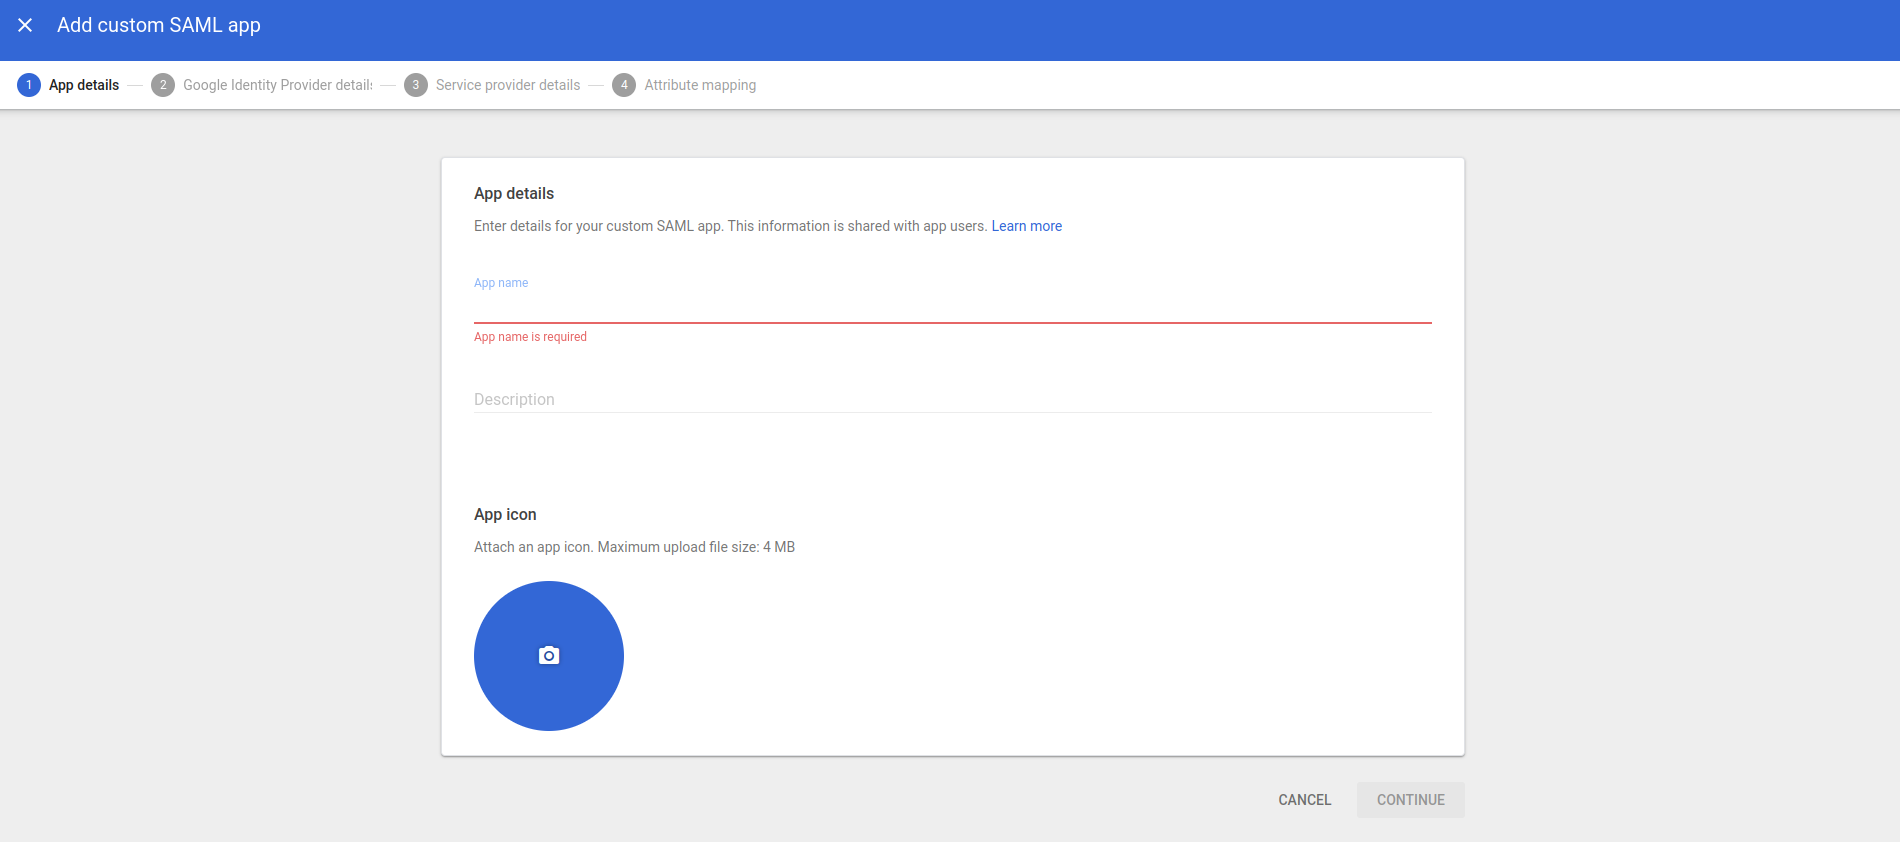 Add custom SAML app
1 App details 2 Google Identity Provider details 3 Service provider details 4 Attribute mapping
App details
Enter details for your custom SAML app. This information is shared with app users. Learn more
App name
App name is required
Description
App icon
Attach an app icon. Maximum upload file size: 4 MB
CANCEL CONTINUE